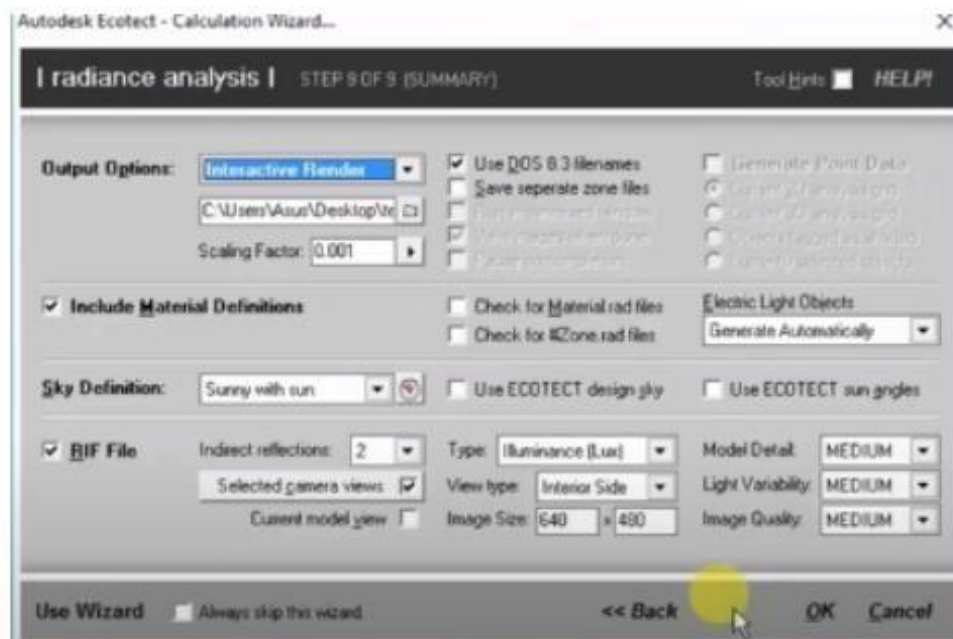 Autodesk Ecotect - Calculation Wizard...
| radiance analysis | STEP 9 OF 9 (SUMMARY) Tool Hints HELP!
Output Options: Interactive Render Use DOS 8.3 filenames Generate Point Data
C:\Users\Asus\Desktop\te Save seperate zone files
Scaling Factor: 0.001
Include Material Definitions Check for Material rad files Electric Light Objects
Check for #Zone.rad files Generate Automatically
Sky Definition: Sunny with sun Use ECOTECT design sky Use ECOTECT sun angles
RIF File Indirect reflections: 2 Type: Illuminance (Lux) Model Detail: MEDIUM
Selected camera views View type: Interior Side Light Variability: MEDIUM
Current model view Image Size: 640 x 480 Image Quality: MEDIUM
Use Wizard Always skip this wizard. << Back OK Cancel